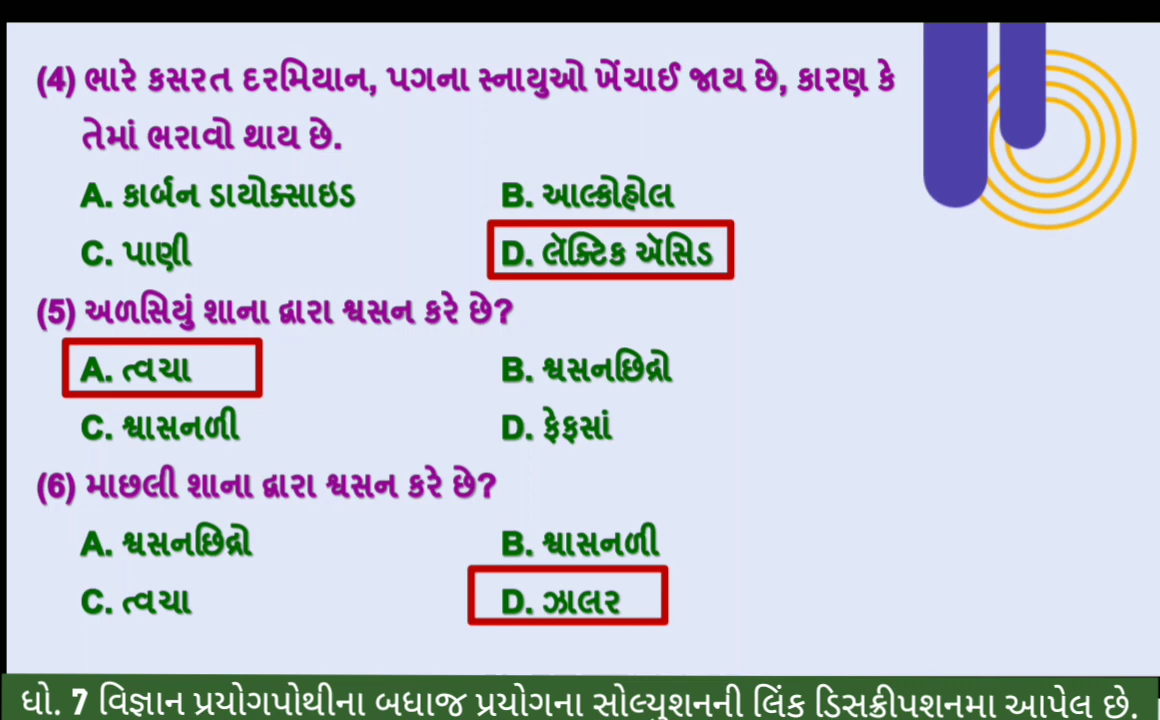 (4) ભારે કસરત દરમિયાન, પગના સ્નાયુઓ ખેંચાઈ જાય છે, કારણ કે
તેમાં ભરાવો થાય છે.
A. કાર્બન ડાયોક્સાઇડ B. આલ્કોહોલ
C. પાણી D. લૅક્ટિક ઍસિડ
(5) અળસિયું શાના દ્વારા શ્વસન કરે છે?
A. ત્વચા B. શ્વસનછિદ્રો
C. શ્વાસનળી D. ફેફસાં
(6) માછલી શાના દ્વારા શ્વસન કરે છે?
A. શ્વસનછિદ્રો B. શ્વાસનળી
C. ત્વચા D. ઝાલર
ધો. 7 વિજ્ઞાન પ્રયોગપોથીના બધાજ પ્રયોગના સોલ્યુશનની લિંક ડિસક્રીપશનમા આપેલ છે.